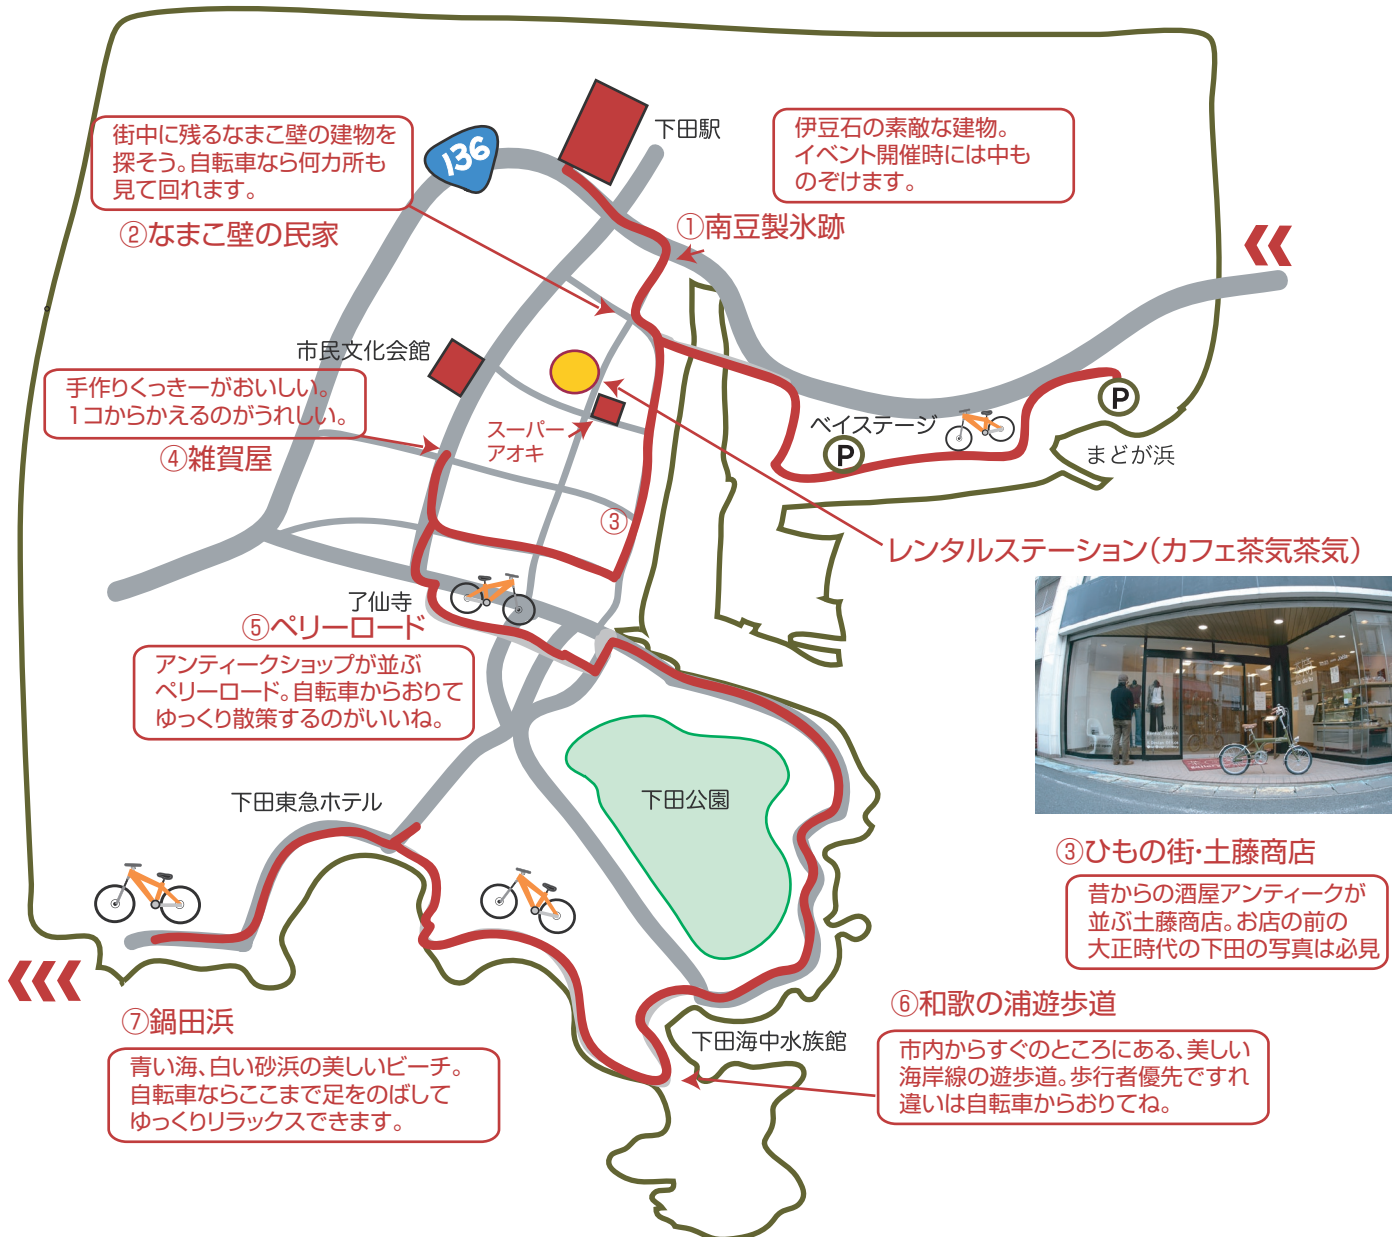 136
下田駅
街中に残るなまこ壁の建物を
探そう。自転車なら何カ所も
見て回れます。
②なまこ壁の民家
伊豆石の素敵な建物。
イベント開催時には中も
のぞけます。
①南豆製氷跡
市民文化会館
手作りくっきーがおいしい。
1コからかえるのがうれしい。
④雑賀屋
スーパー
アオキ
ベイステージ
P
P
まどが浜
③
レンタルステーション(カフェ茶気茶気)
了仙寺
⑤ペリーロード
アンティークショップが並ぶ
ペリーロード。自転車からおりて
ゆっくり散策するのがいいね。
下田東急ホテル
下田公園
③ひもの街・土藤商店
昔からの酒屋アンティークが
並ぶ土藤商店。お店の前の
大正時代の下田の写真は必見
⑦鍋田浜
青い海、白い砂浜の美しいビーチ。
自転車ならここまで足をのばして
ゆっくりリラックスできます。
下田海中水族館
⑥和歌の浦遊歩道
市内からすぐのところにある、美しい
海岸線の遊歩道。歩行者優先ですれ
違いは自転車からおりてね。